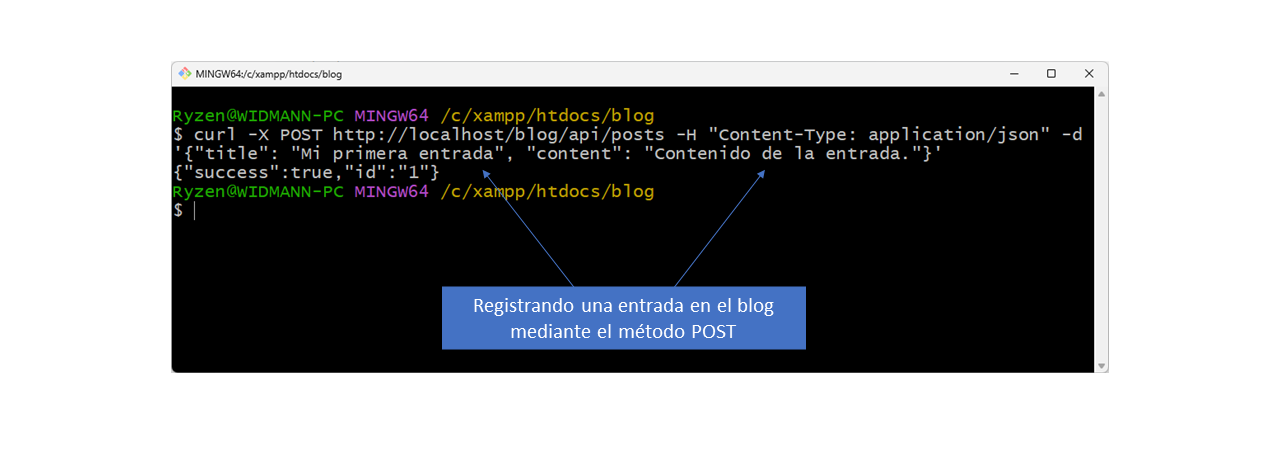 MINGW64:/c/xampp/htdocs/blog
Ryzen@WIDMANN-PC MINGW64 /c/xampp/htdocs/blog
$ curl -X POST http://localhost/blog/api/posts -H "Content-Type: application/json" -d
'{"title": "Mi primera entrada", "content": "Contenido de la entrada."}'
{"success":true,"id":"1"}
Ryzen@WIDMANN-PC MINGW64 /c/xampp/htdocs/blog
$
Registrando una entrada en el blog
mediante el método POST